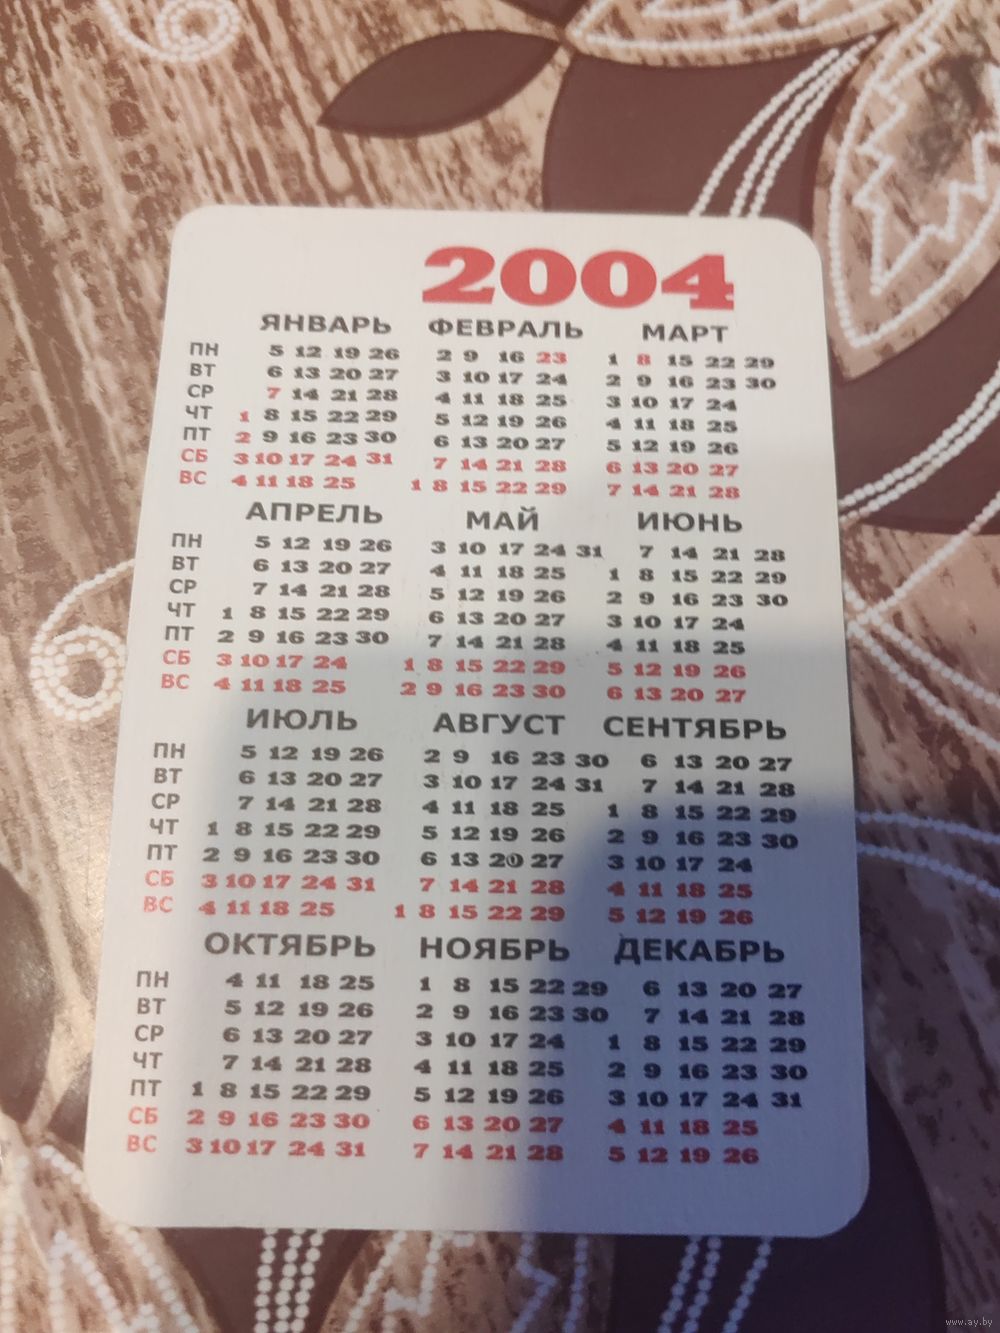 2004
ЯНВАРЬ ФЕВРАЛЬ МАРТ
ПН 5 12 19 26 2 9 16 23 1 8 15 22 29
ВТ 6 13 20 27 3 10 17 24 2 9 16 23 30
СР 7 14 21 28 4 11 18 25 3 10 17 24
ЧТ 1 8 15 22 29 5 12 19 26 4 11 18 25
ПТ 2 9 16 23 30 6 13 20 27 5 12 19 26
СБ 3 10 17 24 31 7 14 21 28 6 13 20 27
ВС 4 11 18 25 1 8 15 22 29 7 14 21 28
АПРЕЛЬ МАЙ ИЮНЬ
ПН 5 12 19 26 3 10 17 24 31 7 14 21 28
ВТ 6 13 20 27 4 11 18 25 1 8 15 22 29
СР 7 14 21 28 5 12 19 26 2 9 16 23 30
ЧТ 1 8 15 22 29 6 13 20 27 3 10 17 24
ПТ 2 9 16 23 30 7 14 21 28 4 11 18 25
СБ 3 10 17 24 1 8 15 22 29 5 12 19 26
ВС 4 11 18 25 2 9 16 23 30 6 13 20 27
ИЮЛЬ АВГУСТ СЕНТЯБРЬ
ПН 5 12 19 26 2 9 16 23 30 6 13 20 27
ВТ 6 13 20 27 3 10 17 24 31 7 14 21 28
СР 7 14 21 28 4 11 18 25 1 8 15 22 29
ЧТ 1 8 15 22 29 5 12 19 26 2 9 16 23 30
ПТ 2 9 16 23 30 6 13 20 27 3 10 17 24
СБ 3 10 17 24 31 7 14 21 28 4 11 18 25
ВС 4 11 18 25 1 8 15 22 29 5 12 19 26
ОКТЯБРЬ НОЯБРЬ ДЕКАБРЬ
ПН 4 11 18 25 1 8 15 22 29 6 13 20 27
ВТ 5 12 19 26 2 9 16 23 30 7 14 21 28
СР 6 13 20 27 3 10 17 24 1 8 15 22 29
ЧТ 7 14 21 28 4 11 18 25 2 9 16 23 30
ПТ 1 8 15 22 29 5 12 19 26 3 10 17 24 31
СБ 2 9 16 23 30 6 13 20 27 4 11 18 25
ВС 3 10 17 24 31 7 14 21 28 5 12 19 26
www.ay.by